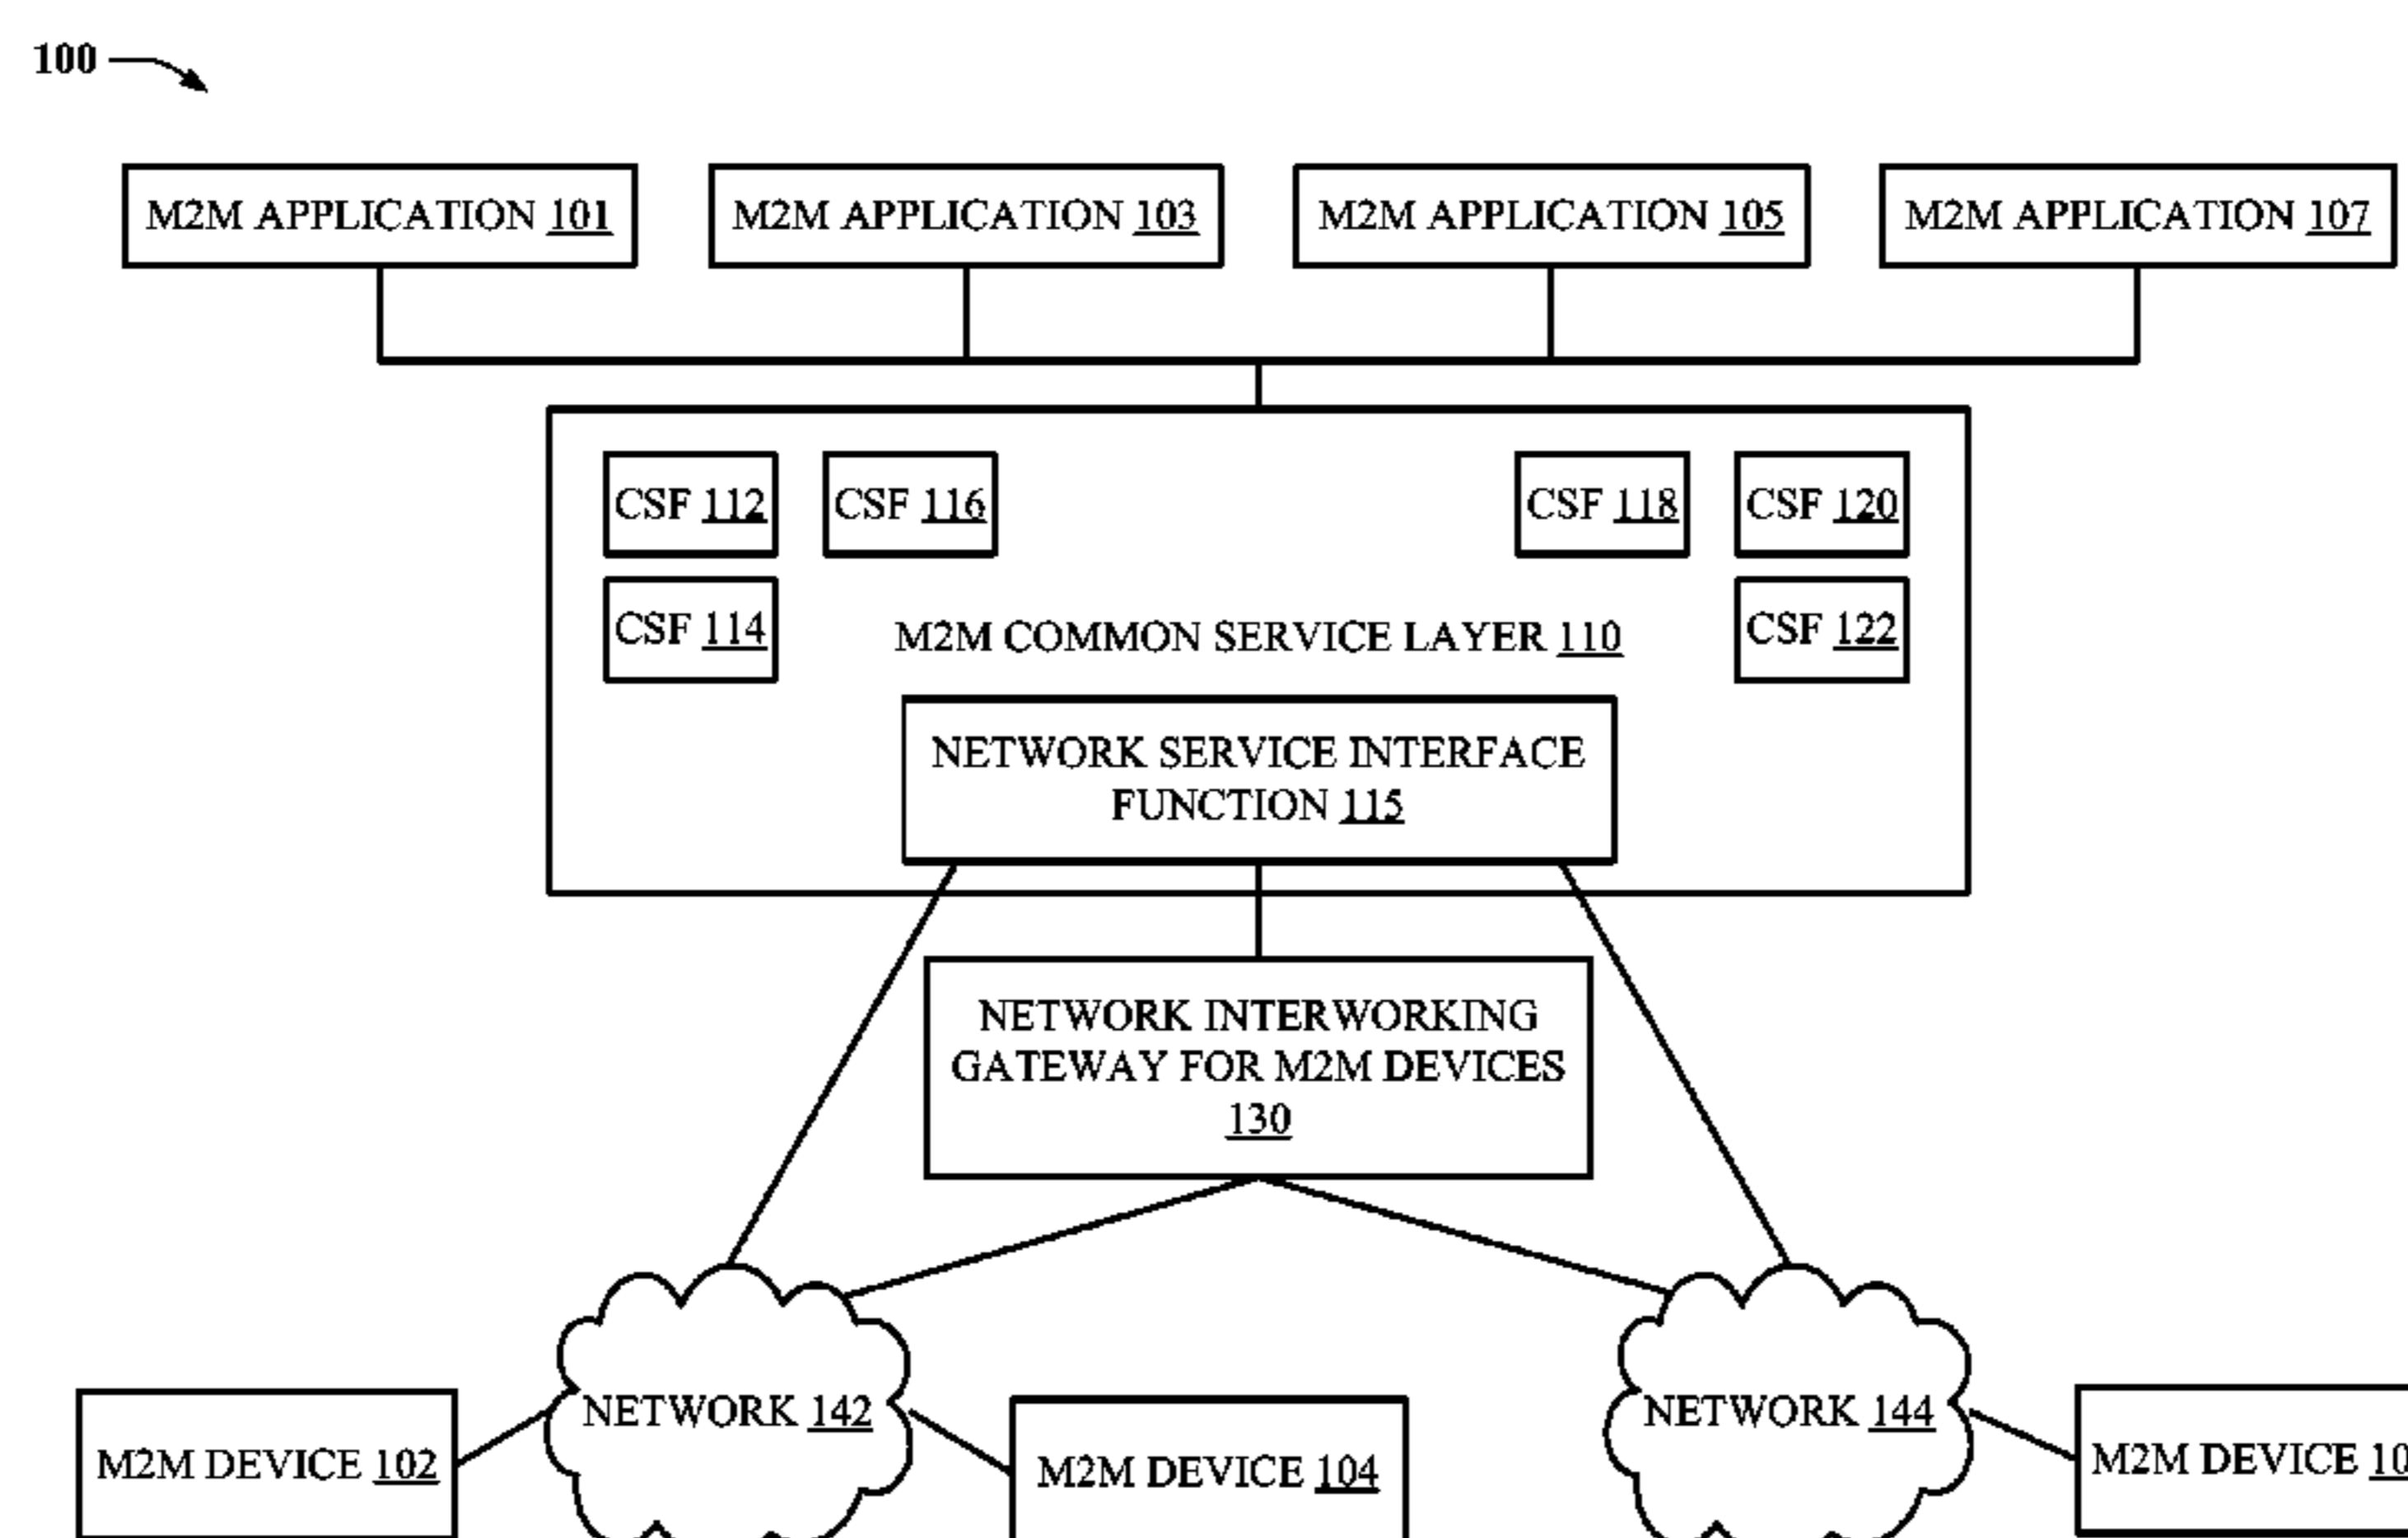 100
M2M APPLICATION 101
M2M APPLICATION 103
M2M APPLICATION 105
M2M APPLICATION 107
CSF 112
CSF 116
CSF 118
CSF 120
CSF 114
M2M COMMON SERVICE LAYER 110
CSF 122
NETWORK SERVICE INTERFACE
FUNCTION 115
NETWORK INTERWORKING
GATEWAY FOR M2M DEVICES
130
NETWORK 142
NETWORK 144
M2M DEVICE 102
M2M DEVICE 104
M2M DEVICE